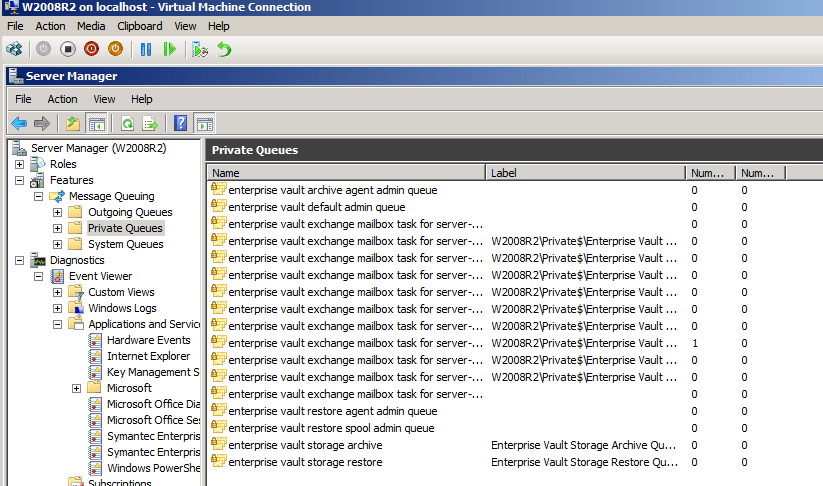 W2008R2 on localhost - Virtual Machine Connection
File Action Media Clipboard View Help
Server Manager
File Action View Help
Server Manager (W2008R2)
Roles
Features
Message Queuing
Outgoing Queues
Private Queues
System Queues
Diagnostics
Event Viewer
Custom Views
Windows Logs
Applications and Service
Hardware Events
Internet Explorer
Key Management S
Microsoft
Microsoft Office Dia
Microsoft Office Ses
Symantec Enterpris
Symantec Enterpris
Windows PowerShe
Subscriptions
Private Queues
Name Label Num... Num...
enterprise vault archive agent admin queue 0 0
enterprise vault default admin queue 0 0
enterprise vault exchange mailbox task for server-... 0 0
enterprise vault exchange mailbox task for server-... W2008R2\Private$\Enterprise Vault ... 0 0
enterprise vault exchange mailbox task for server-... W2008R2\Private$\Enterprise Vault ... 0 0
enterprise vault exchange mailbox task for server-... W2008R2\Private$\Enterprise Vault ... 0 0
enterprise vault exchange mailbox task for server-... W2008R2\Private$\Enterprise Vault ... 0 0
enterprise vault exchange mailbox task for server-... W2008R2\Private$\Enterprise Vault ... 0 0
enterprise vault exchange mailbox task for server-... W2008R2\Private$\Enterprise Vault ... 0 0
enterprise vault exchange mailbox task for server-... W2008R2\Private$\Enterprise Vault ... 1 0
enterprise vault exchange mailbox task for server-... W2008R2\Private$\Enterprise Vault ... 0 0
enterprise vault exchange mailbox task for server-... W2008R2\Private$\Enterprise Vault ... 0 0
enterprise vault exchange mailbox task for server-... 0 0
enterprise vault restore agent admin queue 0 0
enterprise vault restore spool admin queue 0 0
enterprise vault storage archive Enterprise Vault Storage Archive Qu... 0 0
enterprise vault storage restore Enterprise Vault Storage Restore Qu... 0 0